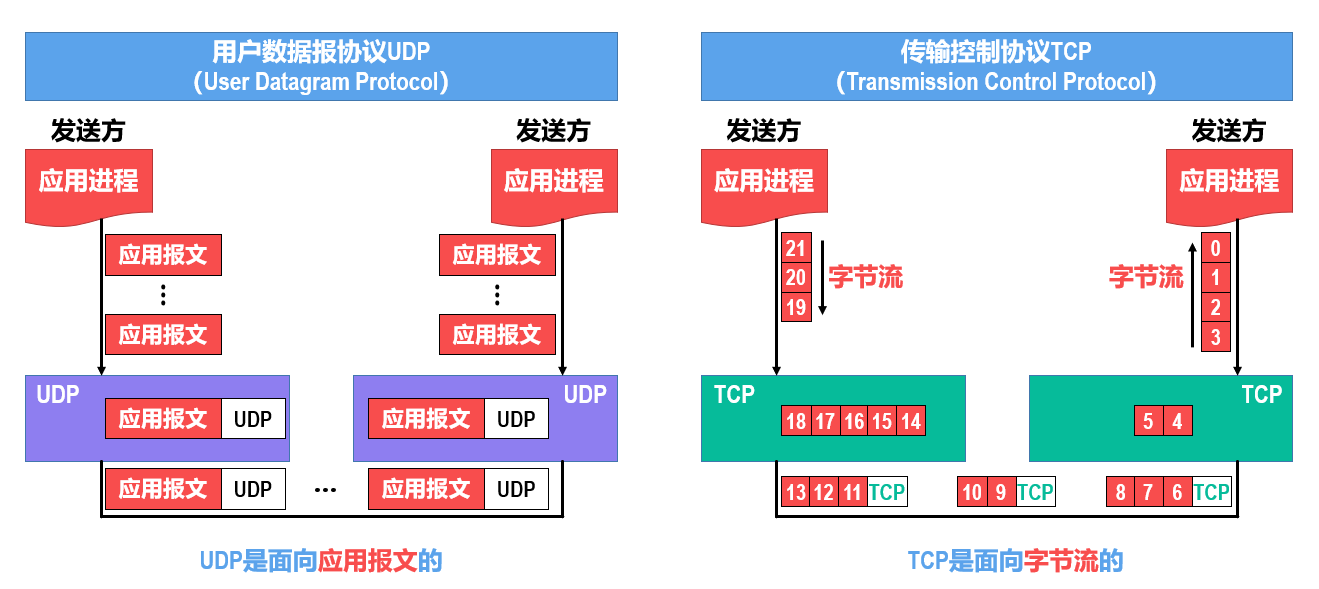 用户数据报协议UDP
（User Datagram Protocol）
发送方
发送方
应用进程
应用进程
应用报文
应用报文
⋮
⋮
应用报文
应用报文
UDP
UDP
应用报文 UDP
应用报文 UDP
应用报文 UDP
…
应用报文 UDP
UDP是面向应用报文的
传输控制协议TCP
（Transmission Control Protocol）
发送方
发送方
应用进程
应用进程
21
20
19
字节流
字节流
0
1
2
3
TCP
TCP
18 17 16 15 14
5 4
13 12 11 TCP
10 9 TCP
8 7 6 TCP
TCP是面向字节流的